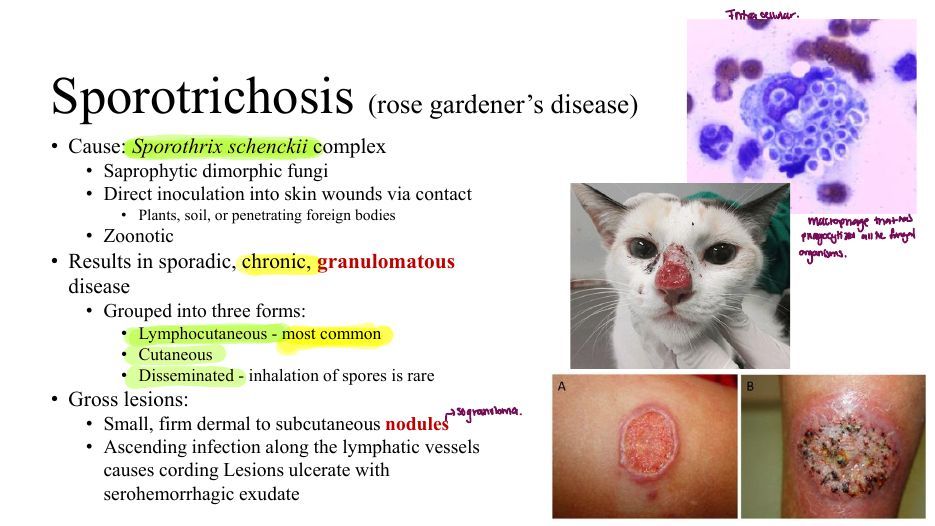 Intracellular.
Sporotrichosis (rose gardener's disease)
• Cause: Sporothrix schenckii complex
• Saprophytic dimorphic fungi
• Direct inoculation into skin wounds via contact
• Plants, soil, or penetrating foreign bodies
• Zoonotic
• Results in sporadic, chronic, granulomatous
disease
• Grouped into three forms:
• Lymphocutaneous - most common
• Cutaneous
• Disseminated - inhalation of spores is rare
• Gross lesions:
• Small, firm dermal to subcutaneous nodules
granuloma.
• Ascending infection along the lymphatic vessels
causes cording Lesions ulcerate with
serohemorrhagic exudate
Macrophage that has
phagocytized all the fungal
organisms.
A
B